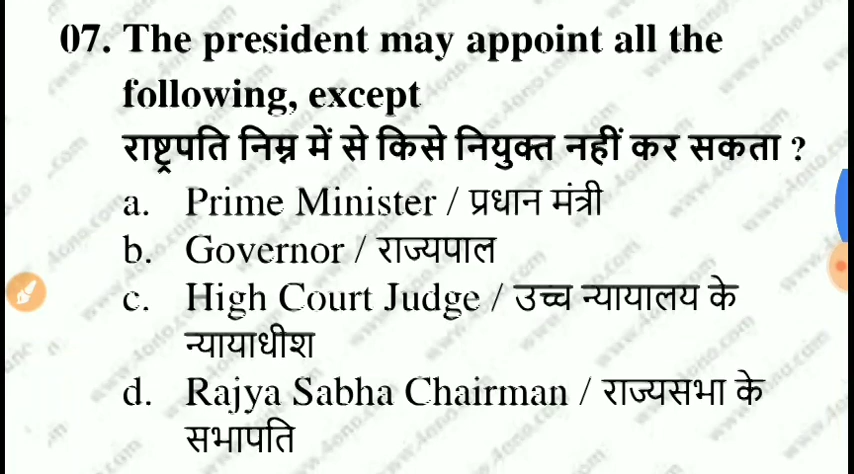 07. The president may appoint all the
following, except
राष्ट्रपति निम्न में से किसे नियुक्त नहीं कर सकता ?
a. Prime Minister / प्रधान मंत्री
b. Governor / राज्यपाल
c. High Court Judge / उच्च न्यायालय के
न्यायाधीश
d. Rajya Sabha Chairman / राज्यसभा के
सभापति